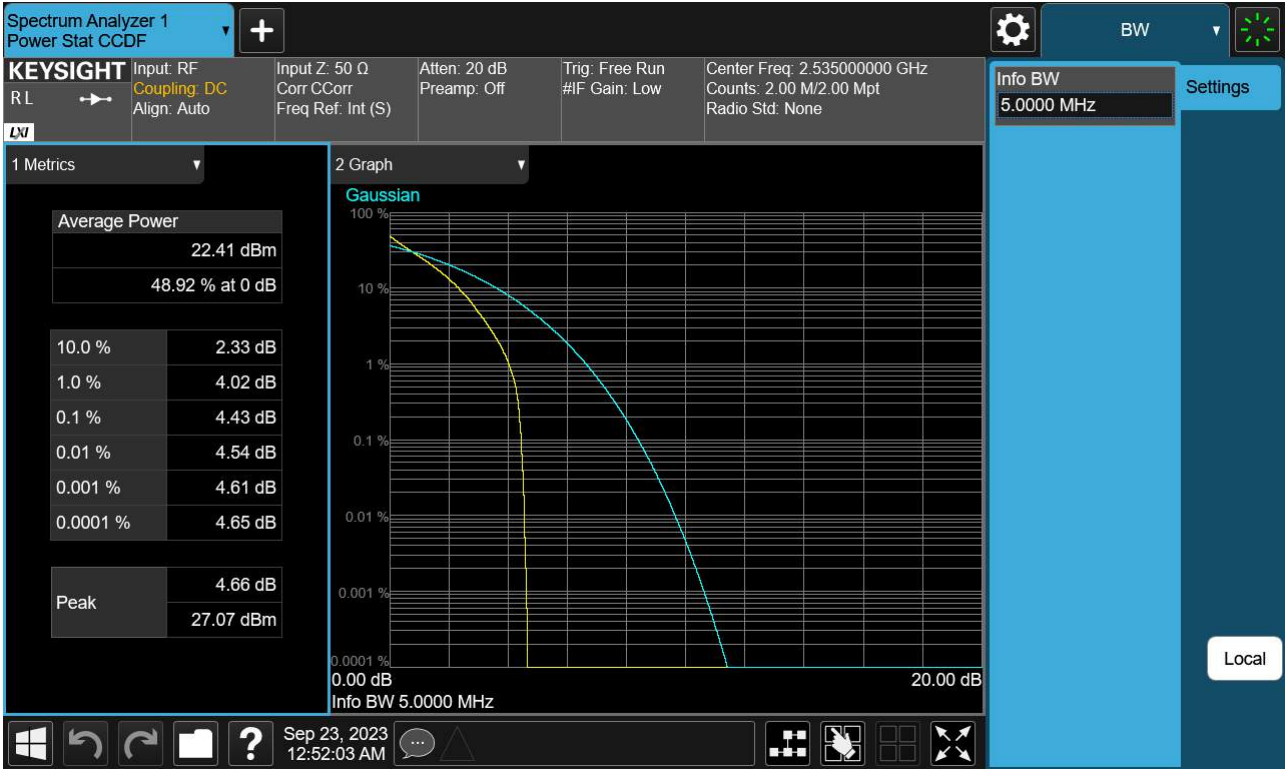 Spectrum Analyzer 1
Power Stat CCDF
+
BW
KEYSIGHT
RL
LXI
Input: RF
Coupling: DC
Align: Auto
Input Z: 50 Ω
Corr CCorr
Freq Ref: Int (S)
Atten: 20 dB
Preamp: Off
Trig: Free Run
#IF Gain: Low
Center Freq: 2.535000000 GHz
Counts: 2.00 M/2.00 Mpt
Radio Std: None
Info BW
5.0000 MHz
Settings
1 Metrics
Average Power
22.41 dBm
48.92 % at 0 dB
10.0 % 2.33 dB
1.0 % 4.02 dB
0.1 % 4.43 dB
0.01 % 4.54 dB
0.001 % 4.61 dB
0.0001 % 4.65 dB
Peak
4.66 dB
27.07 dBm
2 Graph
Gaussian
100 %
10 %
1 %
0.1 %
0.01 %
0.001 %
0.0001 %
0.00 dB 20.00 dB
Info BW 5.0000 MHz
Local
?
Sep 23, 2023
12:52:03 AM